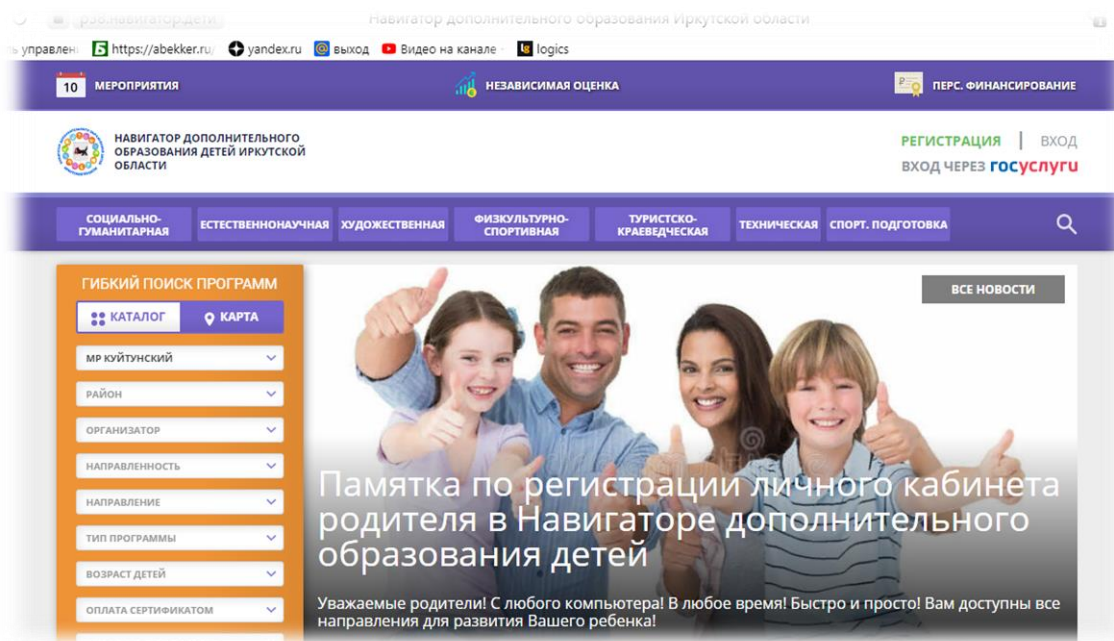 р38.навигатор.дети
Навигатор дополнительного образования Иркутской области
управлен
https://abekker.ru/
yandex.ru
выход
Видео на канале -
logics
10 МЕРОПРИЯТИЯ
НЕЗАВИСИМАЯ ОЦЕНКА
ПЕРС. ФИНАНСИРОВАНИЕ
НАВИГАТОР ДОПОЛНИТЕЛЬНОГО
ОБРАЗОВАНИЯ ДЕТЕЙ ИРКУТСКОЙ
ОБЛАСТИ
РЕГИСТРАЦИЯ | ВХОД
ВХОД ЧЕРЕЗ госуслуги
СОЦИАЛЬНО-
ГУМАНИТАРНАЯ
ЕСТЕСТВЕННОНАУЧНАЯ
ХУДОЖЕСТВЕННАЯ
ФИЗКУЛЬТУРНО-
СПОРТИВНАЯ
ТУРИСТСКО-
КРАЕВЕДЧЕСКАЯ
ТЕХНИЧЕСКАЯ
СПОРТ. ПОДГОТОВКА
ГИБКИЙ ПОИСК ПРОГРАММ
КАТАЛОГ
КАРТА
МР КУЙТУНСКИЙ
РАЙОН
ОРГАНИЗАТОР
НАПРАВЛЕННОСТЬ
НАПРАВЛЕНИЕ
ТИП ПРОГРАММЫ
ВОЗРАСТ ДЕТЕЙ
ОПЛАТА СЕРТИФИКАТОМ
ВСЕ НОВОСТИ
Памятка по регистрации личного кабинета
родителя в Навигаторе дополнительного
образования детей
Уважаемые родители! С любого компьютера! В любое время! Быстро и просто! Вам доступны все
направления для развития Вашего ребенка!